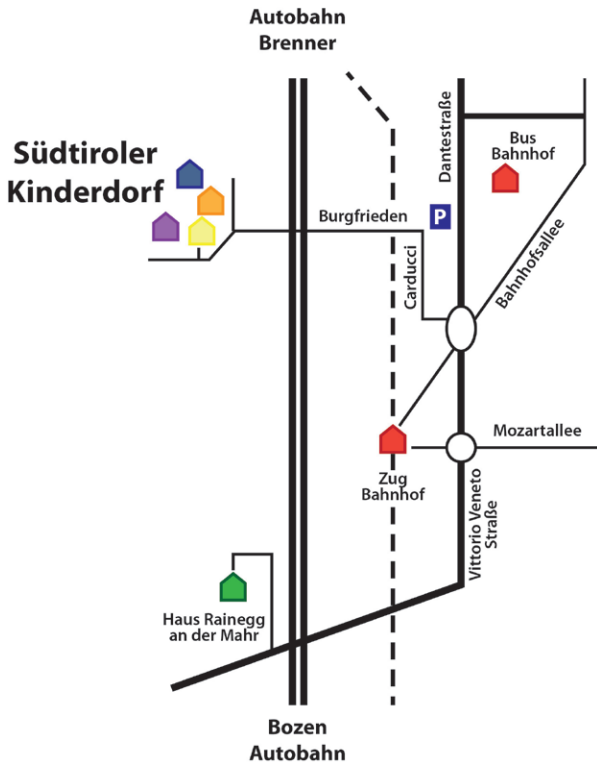 Autobahn
Brenner
Südtiroler
Kinderdorf
Dantestraße
Bus
Bahnhof
P
Burgfrieden
Carducci
Bahnhofsallee
Mozartallee
Zug
Bahnhof
Vittorio Veneto
Straße
Haus Rainegg
an der Mahr
Bozen
Autobahn